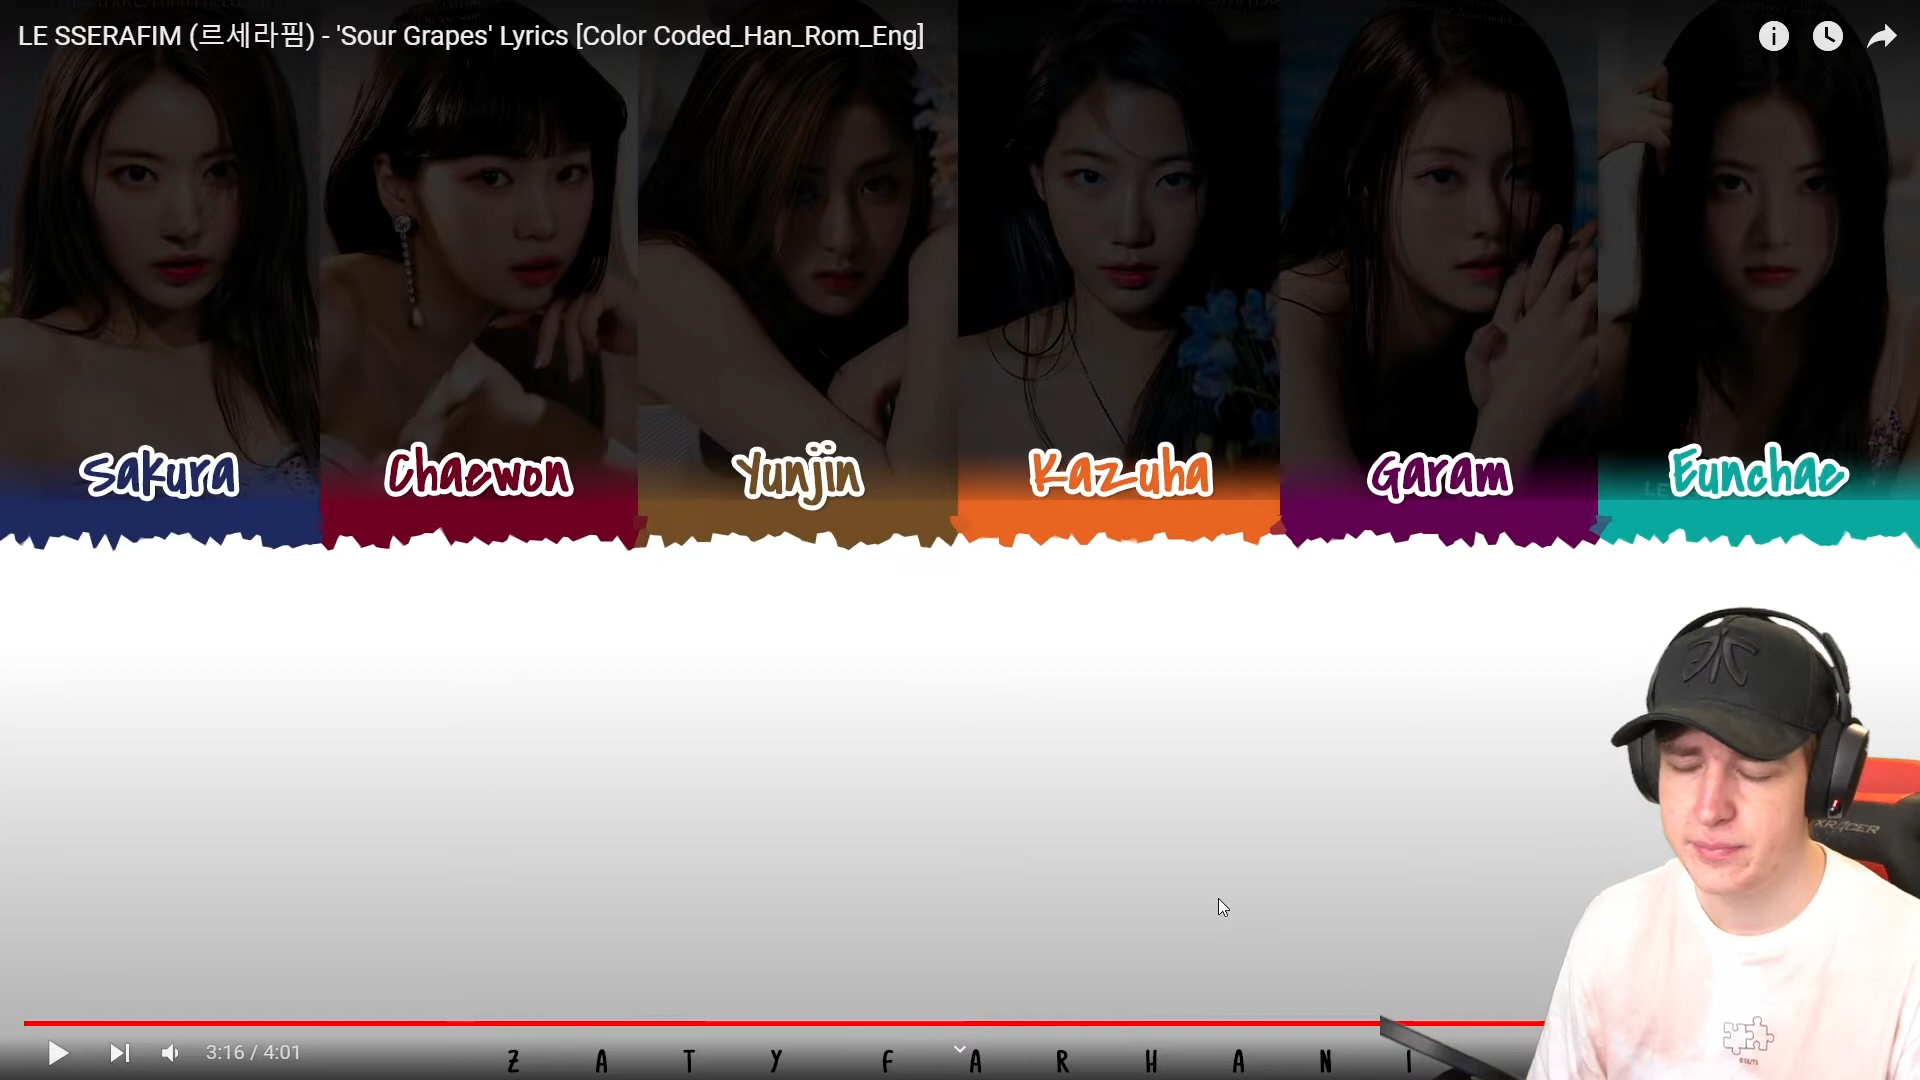 LE SSERAFIM (르세라핌) - 'Sour Grapes' Lyrics [Color Coded_Han_Rom_Eng]
Sakura Chaewon Yunjin Kazuha Garam Eunchae
3:16 / 4:01
Z A T Y F A R H A N I